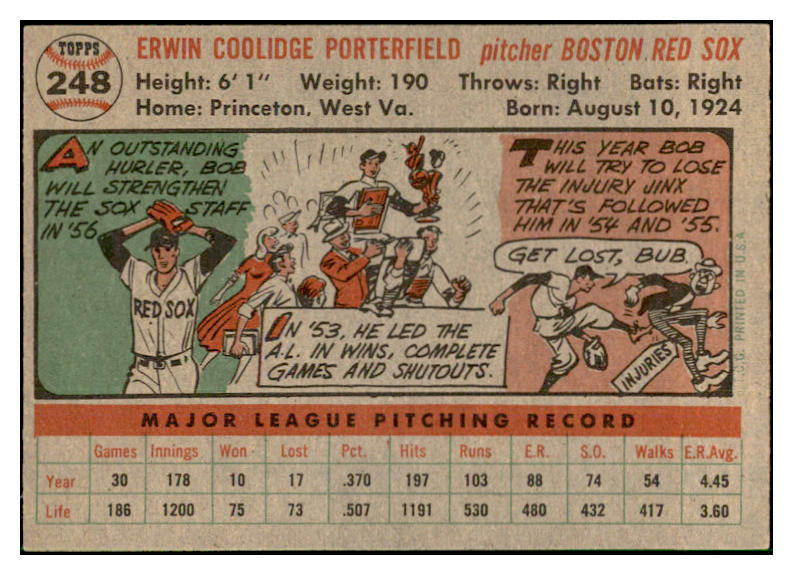 TOPPS
248
ERWIN COOLIDGE PORTERFIELD pitcher BOSTON RED SOX
Height: 6' 1" Weight: 190 Throws: Right Bats: Right
Home: Princeton, West Va. Born: August 10, 1924
AN OUTSTANDING
HURLER, BOB
WILL STRENGTHEN
THE SOX STAFF
IN '56
RED SOX
IN '53, HE LED THE
A.L. IN WINS, COMPLETE
GAMES AND SHUTOUTS.
THIS YEAR BOB
WILL TRY TO LOSE
THE INJURY JINX
THAT'S FOLLOWED
HIM IN '54 AND '55.
GET LOST, BUB.
INJURIES
T.C.G. PRINTED IN U.S.A.
MAJOR LEAGUE PITCHING RECORD
Games Innings Won Lost Pct. Hits Runs E.R. S.O. Walks E.R.Avg.
Year 30 178 10 17 .370 197 103 88 74 54 4.45
Life 186 1200 75 73 .507 1191 530 480 432 417 3.60